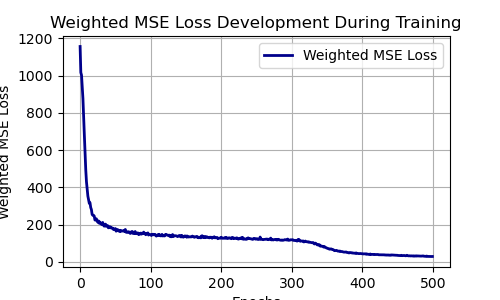 Weighted MSE Loss Development During Training
Weighted MSE Loss
Weighted MSE Loss
1200
1000
800
600
400
200
0
0 100 200 300 400 500
Epochs